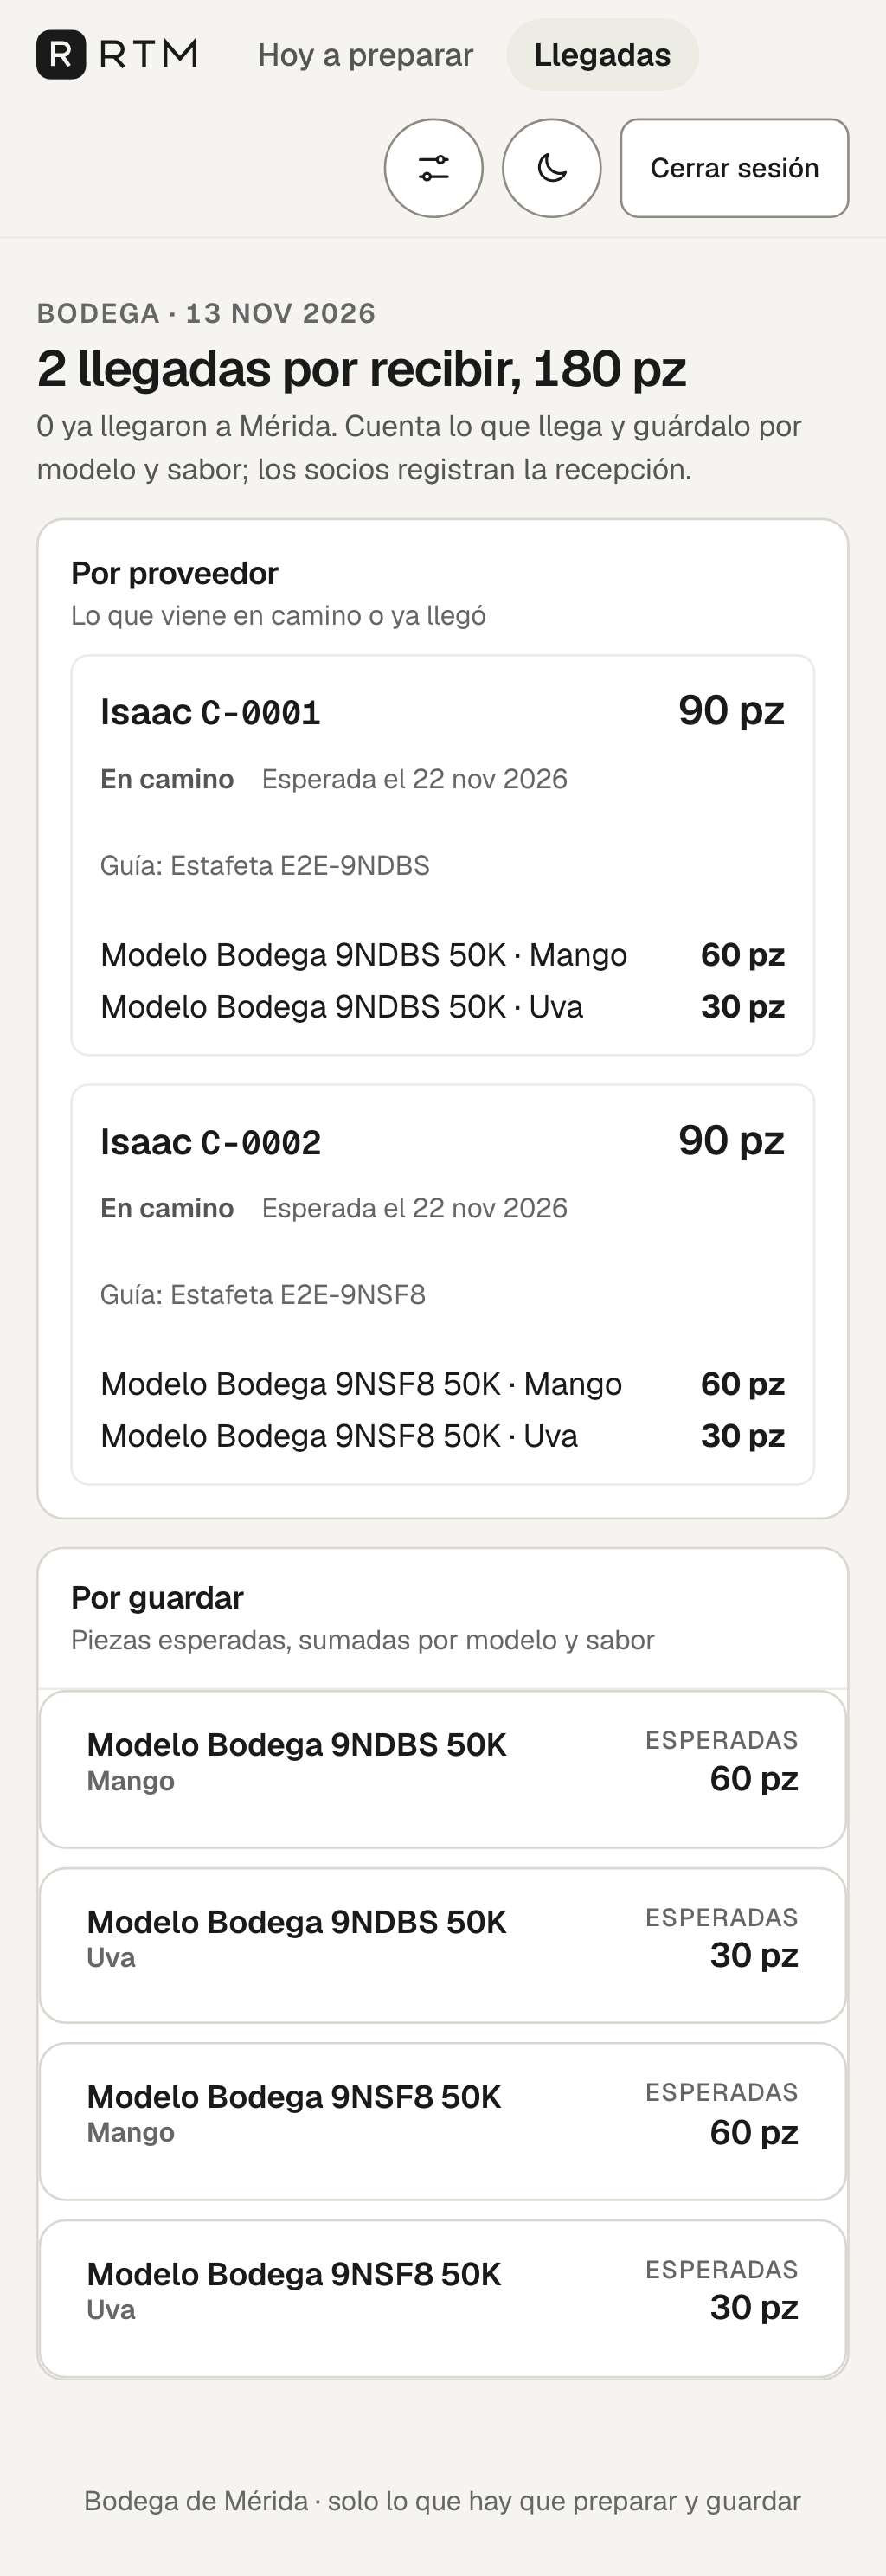 R RTM Hoy a preparar Llegadas
Cerrar sesión
BODEGA · 13 NOV 2026
2 llegadas por recibir, 180 pz
0 ya llegaron a Mérida. Cuenta lo que llega y guárdalo por
modelo y sabor; los socios registran la recepción.
Por proveedor
Lo que viene en camino o ya llegó
Isaac C-0001 90 pz
En camino Esperada el 22 nov 2026
Guía: Estafeta E2E-9NDBS
Modelo Bodega 9NDBS 50K · Mango 60 pz
Modelo Bodega 9NDBS 50K · Uva 30 pz
Isaac C-0002 90 pz
En camino Esperada el 22 nov 2026
Guía: Estafeta E2E-9NSF8
Modelo Bodega 9NSF8 50K · Mango 60 pz
Modelo Bodega 9NSF8 50K · Uva 30 pz
Por guardar
Piezas esperadas, sumadas por modelo y sabor
Modelo Bodega 9NDBS 50K ESPERADAS
Mango 60 pz
Modelo Bodega 9NDBS 50K ESPERADAS
Uva 30 pz
Modelo Bodega 9NSF8 50K ESPERADAS
Mango 60 pz
Modelo Bodega 9NSF8 50K ESPERADAS
Uva 30 pz
Bodega de Mérida · solo lo que hay que preparar y guardar